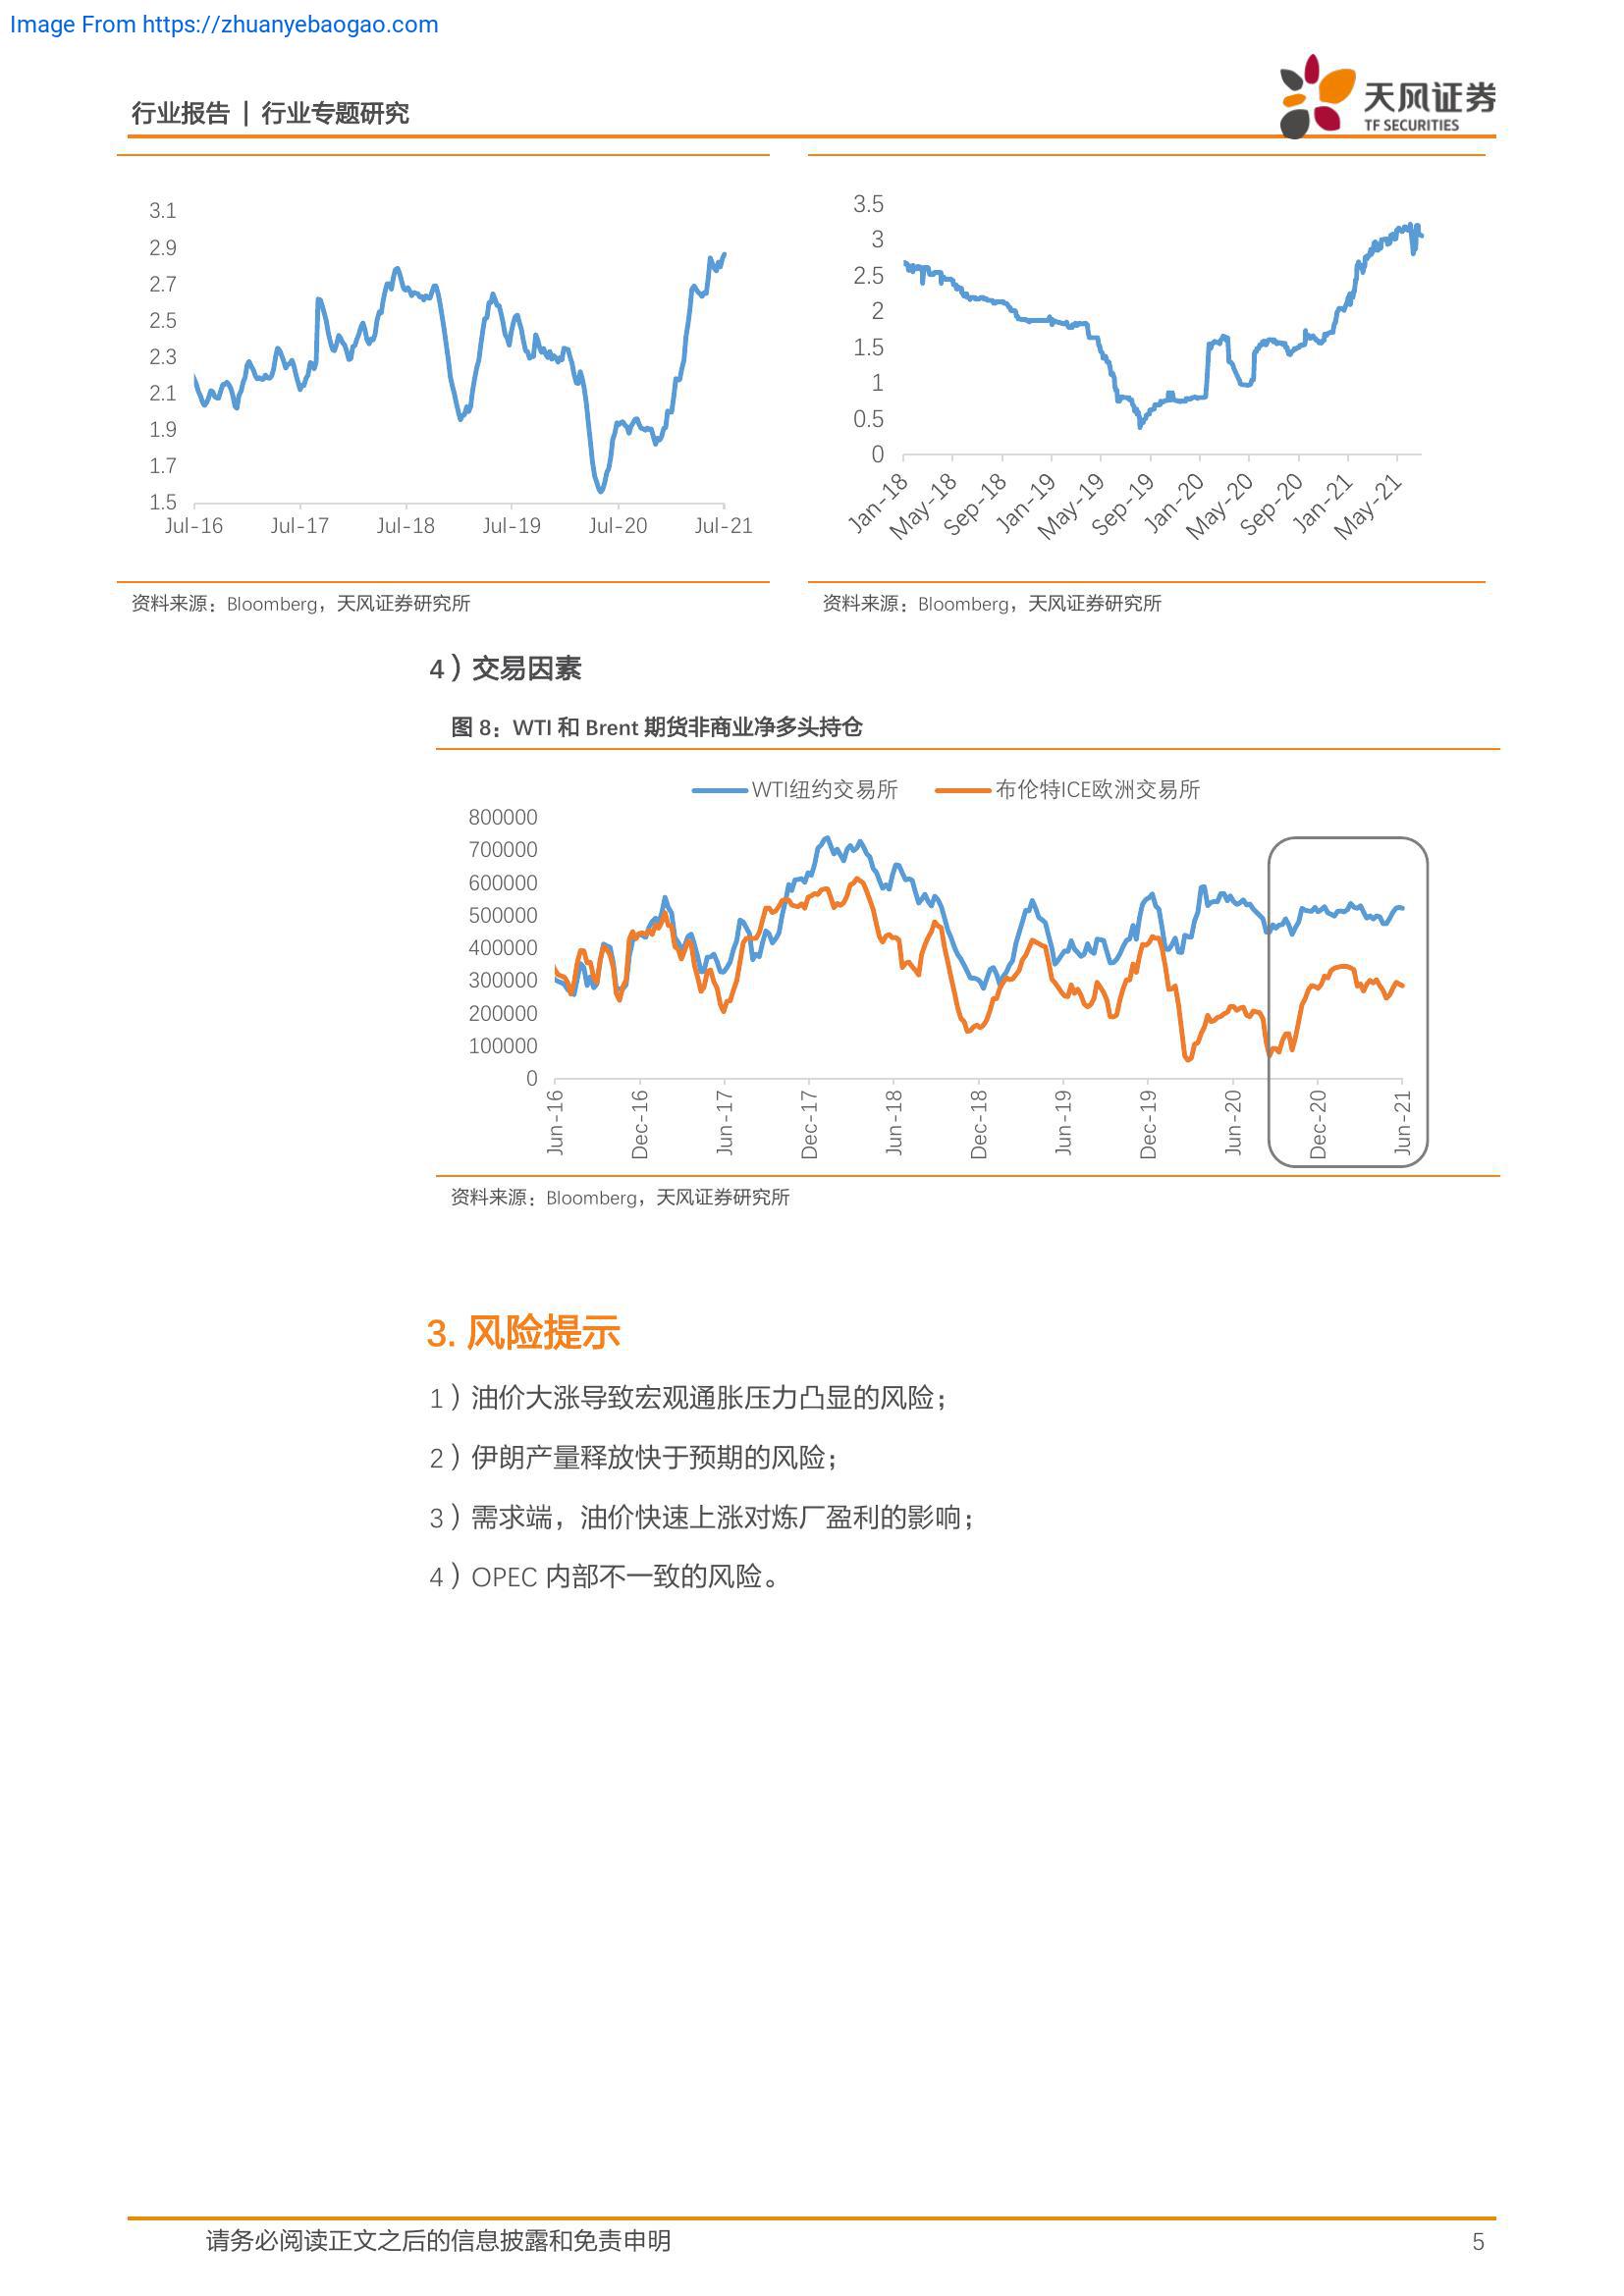 Image From https://zhuanyebaogao.com
行业报告 | 行业专题研究
天风证券
TF SECURITIES
3.1
2.9
2.7
2.5
2.3
2.1
1.9
1.7
1.5
Jul-16 Jul-17 Jul-18 Jul-19 Jul-20 Jul-21
3.5
3
2.5
2
1.5
1
0.5
0
Jan-18 May-18 Sep-18 Jan-19 May-19 Sep-19 Jan-20 May-20 Sep-20 Jan-21 May-21
资料来源：Bloomberg，天风证券研究所
资料来源：Bloomberg，天风证券研究所
4）交易因素
图 8：WTI 和 Brent 期货非商业净多头持仓
WTI纽约交易所 布伦特ICE欧洲交易所
800000
700000
600000
500000
400000
300000
200000
100000
0
Jun-16 Dec-16 Jun-17 Dec-17 Jun-18 Dec-18 Jun-19 Dec-19 Jun-20 Dec-20 Jun-21
资料来源：Bloomberg，天风证券研究所
3. 风险提示
1）油价大涨导致宏观通胀压力凸显的风险；
2）伊朗产量释放快于预期的风险；
3）需求端，油价快速上涨对炼厂盈利的影响；
4）OPEC 内部不一致的风险。
请务必阅读正文之后的信息披露和免责申明 5